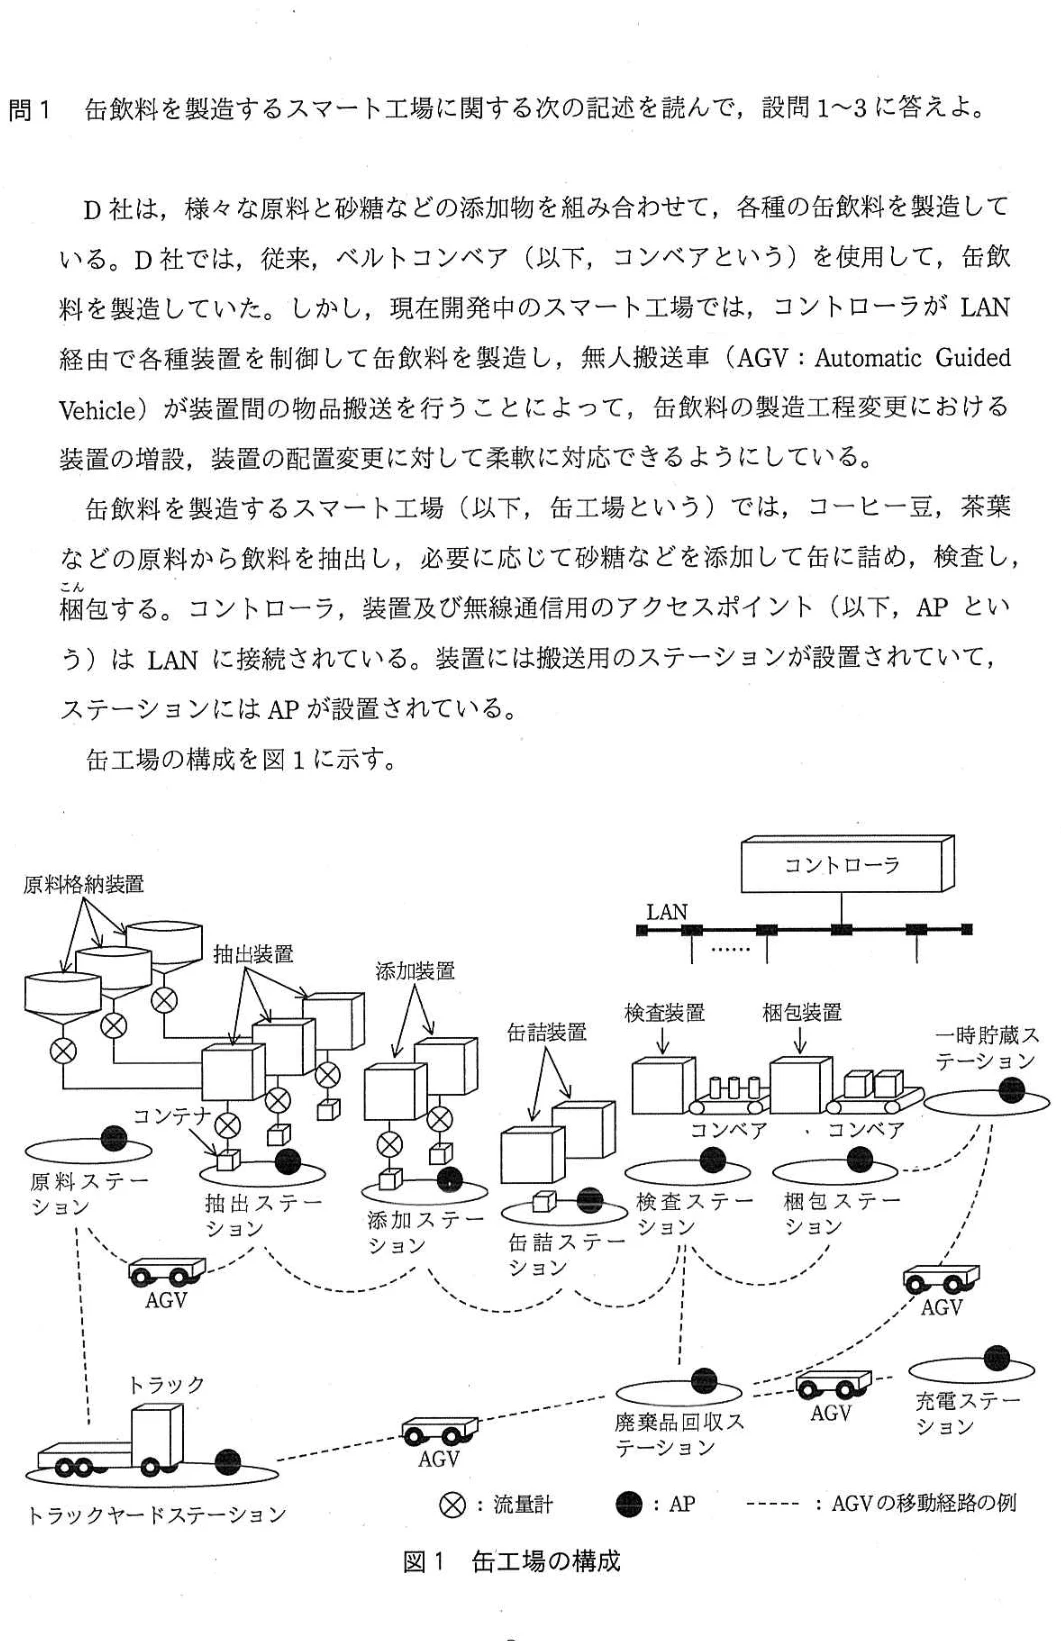 問1 缶飲料を製造するスマート工場に関する次の記述を読んで，設問1～3に答えよ。
D社は，様々な原料と砂糖などの添加物を組み合わせて，各種の缶飲料を製造して
いる。D社では，従来，ベルトコンベア（以下，コンベアという）を使用して，缶飲
料を製造していた。しかし，現在開発中のスマート工場では，コントローラが LAN
経由で各種装置を制御して缶飲料を製造し，無人搬送車（AGV：Automatic Guided
Vehicle）が装置間の物品搬送を行うことによって，缶飲料の製造工程変更における
装置の増設，装置の配置変更に対して柔軟に対応できるようにしている。
缶飲料を製造するスマート工場（以下，缶工場という）では，コーヒー豆，茶葉
などの原料から飲料を抽出し，必要に応じて砂糖などを添加して缶に詰め，検査し，
こん
梱包する。コントローラ，装置及び無線通信用のアクセスポイント（以下，AP とい
う）は LAN に接続されている。装置には搬送用のステーションが設置されていて，
ステーションには AP が設置されている。
缶工場の構成を図1に示す。
コントローラ
LAN
……
原料格納装置
抽出装置
添加装置
缶詰装置
検査装置
梱包装置
一時貯蔵ス
テーション
コンテナ
コンベア
コンベア
原料ステー
ション
抽出ステー
ション
添加ステー
ション
缶詰ステー
ション
検査ステー
ション
梱包ステー
ション
AGV
AGV
トラック
AGV
AGV
廃棄品回収ス
テーション
充電ステー
ション
トラックヤードステーション
：流量計
：AP
：AGVの移動経路の例
図1 缶工場の構成